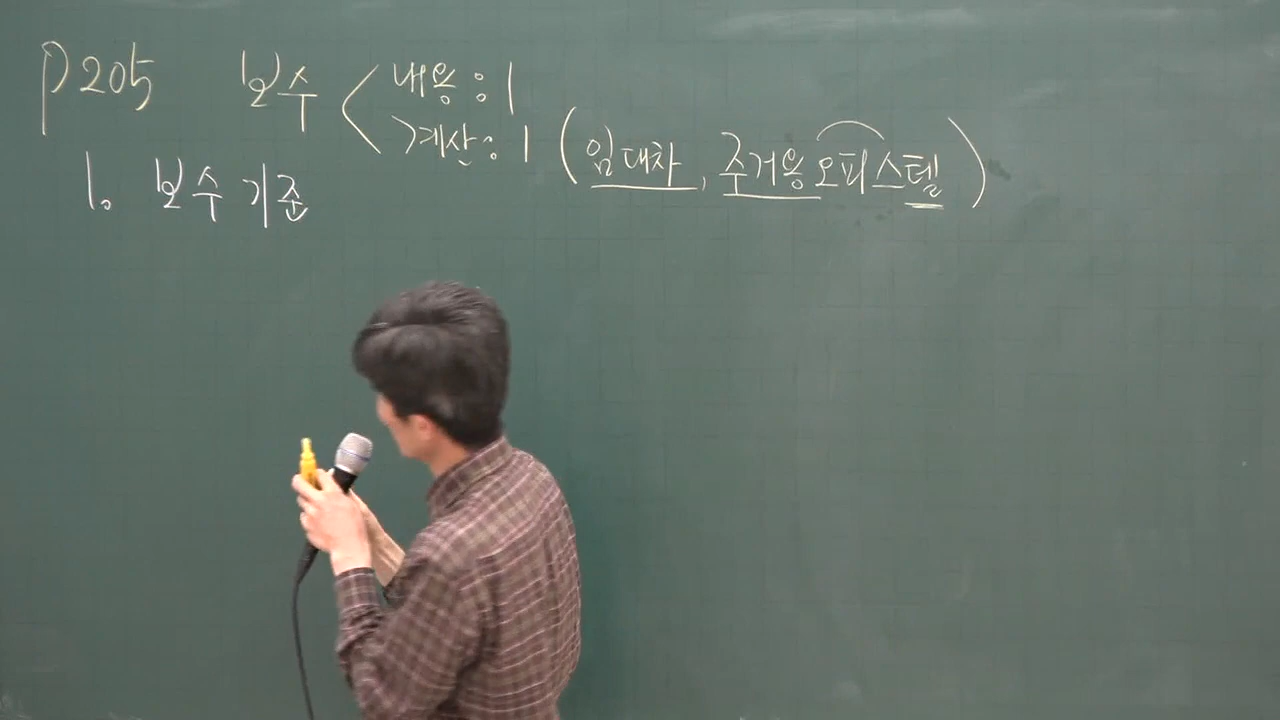 P205 보수 < 내용 : 1
계산 : 1 (임대차, 주거용 오피스텔)
1. 보수 기준